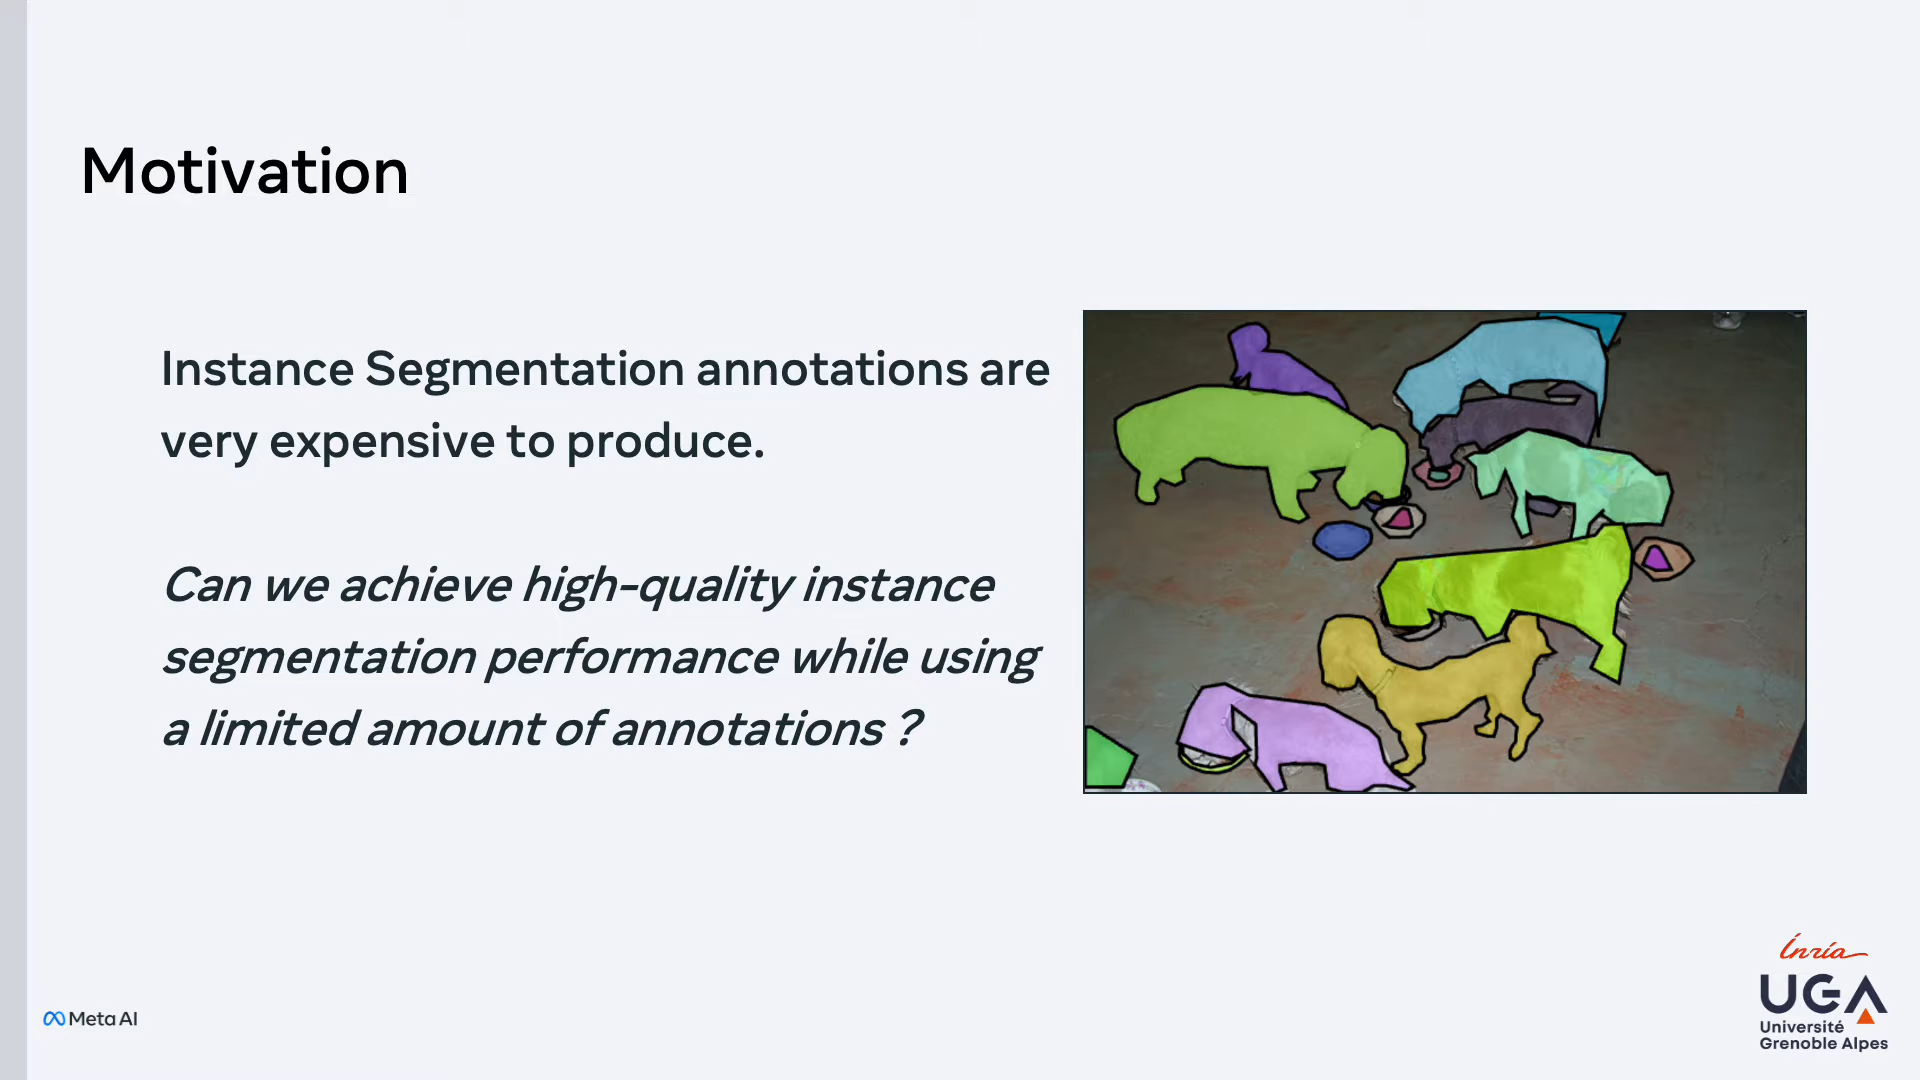 Motivation
Instance Segmentation annotations are
very expensive to produce.
Can we achieve high-quality instance
segmentation performance while using
a limited amount of annotations ?
Meta AI
Inria
UGA
Université
Grenoble Alpes